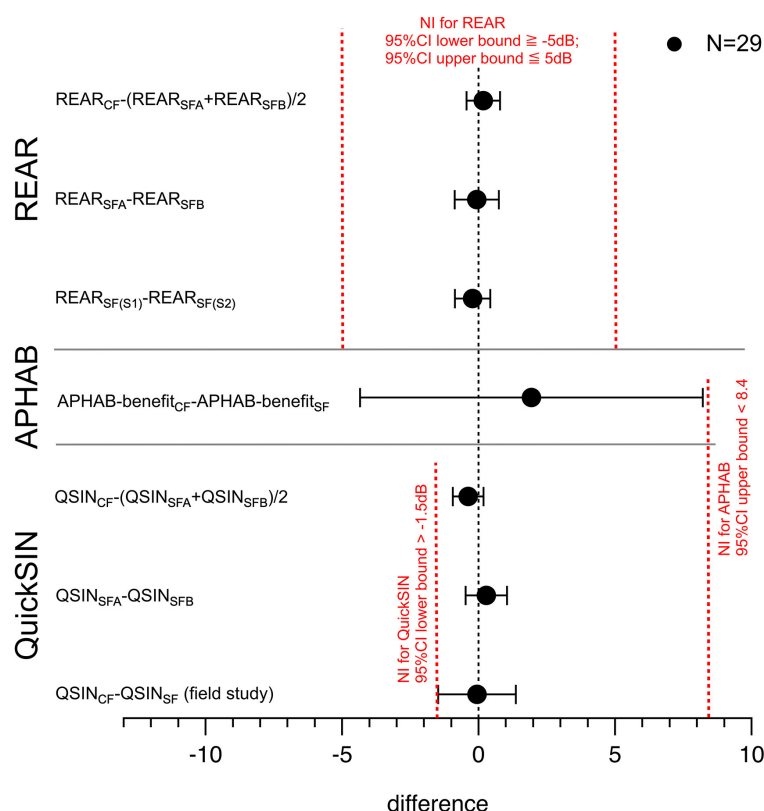 NI for REAR
95%CI lower bound ≧ -5dB;
95%CI upper bound ≦ 5dB
N=29
REAR
REARCF-(REARSFA+REARSFB)/2
REARSFA-REARSFB
REARSF(S1)-REARSF(S2)
APHAB
APHAB-benefitCF-APHAB-benefitSF
NI for APHAB
95%CI upper bound < 8.4
QuickSIN
QSINCF-(QSINSFA+QSINSFB)/2
QSINSFA-QSINSFB
QSINCF-QSINSF (field study)
NI for QuickSIN
95%CI lower bound > -1.5dB
-10 -5 0 5 10
difference